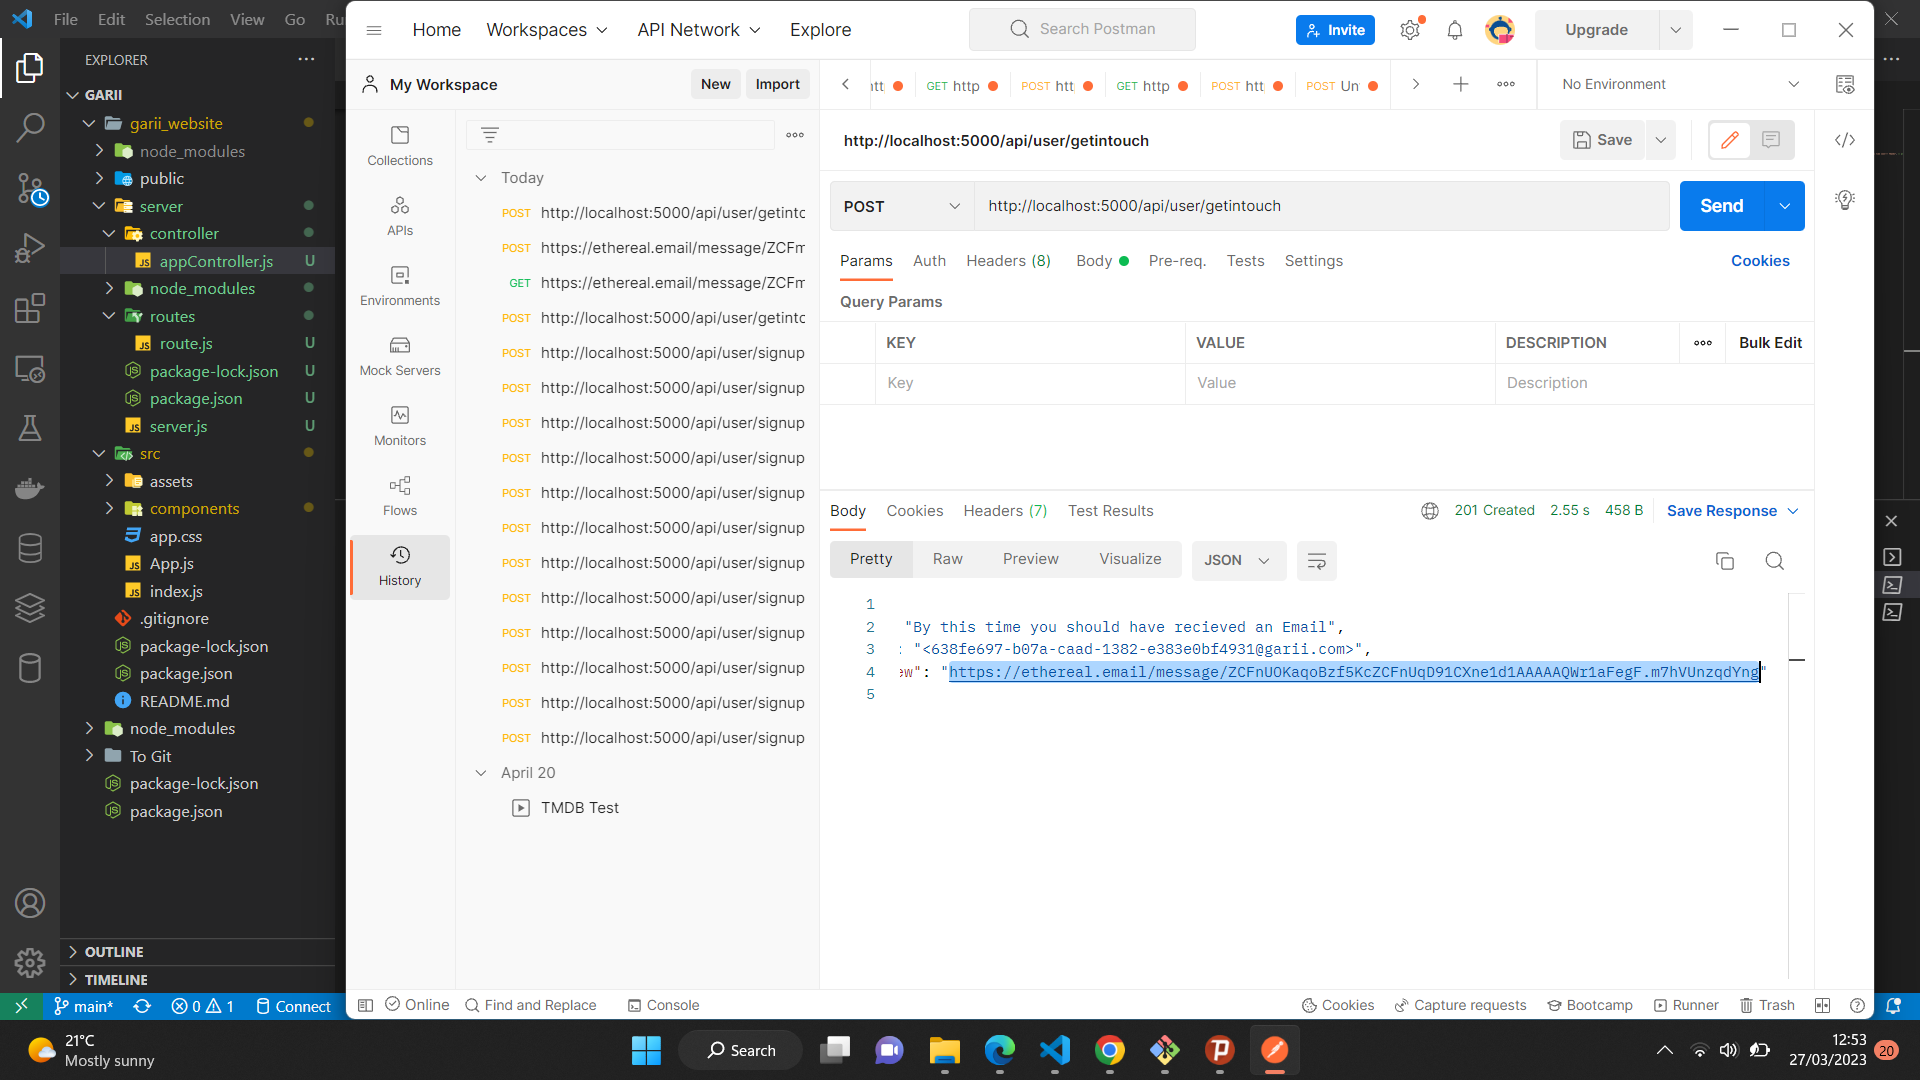 File Edit Selection View Go Ru
EXPLORER
GARII
garii_website
node_modules
public
server
controller
appController.js U
node_modules
routes
route.js U
package-lock.json U
package.json U
server.js U
src
assets
components
app.css
App.js
index.js
.gitignore
package-lock.json
package.json
README.md
node_modules
To Git
package-lock.json
package.json
OUTLINE
TIMELINE
main* 0 1 Connect
Home Workspaces API Network Explore Search Postman Invite Upgrade
My Workspace New Import
GET http POST htt GET http POST htt POST Un No Environment
Collections
APIs
Environments
Mock Servers
Monitors
Flows
History
Today
POST http://localhost:5000/api/user/getintc
POST https://ethereal.email/message/ZCFm
GET https://ethereal.email/message/ZCFm
POST http://localhost:5000/api/user/getintc
POST http://localhost:5000/api/user/signup
POST http://localhost:5000/api/user/signup
POST http://localhost:5000/api/user/signup
POST http://localhost:5000/api/user/signup
POST http://localhost:5000/api/user/signup
POST http://localhost:5000/api/user/signup
POST http://localhost:5000/api/user/signup
POST http://localhost:5000/api/user/signup
POST http://localhost:5000/api/user/signup
POST http://localhost:5000/api/user/signup
POST http://localhost:5000/api/user/signup
POST http://localhost:5000/api/user/signup
April 20
TMDB Test
http://localhost:5000/api/user/getintouch Save
POST http://localhost:5000/api/user/getintouch Send
Params Auth Headers (8) Body Pre-req. Tests Settings Cookies
Query Params
KEY VALUE DESCRIPTION Bulk Edit
Key Value Description
Body Cookies Headers (7) Test Results 201 Created 2.55 s 458 B Save Response
Pretty Raw Preview Visualize JSON
1
2 "By this time you should have recieved an Email",
3 : "<638fe697-b07a-caad-1382-e383e0bf4931@garii.com>",
4 ew": "https://ethereal.email/message/ZCFnUOKaqoBzf5KcZCFnUqD91CXne1d1AAAAAQWr1aFegF.m7hVUnzqdYng"
5
Online Find and Replace Console Cookies Capture requests Bootcamp Runner Trash
21°C
Mostly sunny
Search
12:53
27/03/2023 20